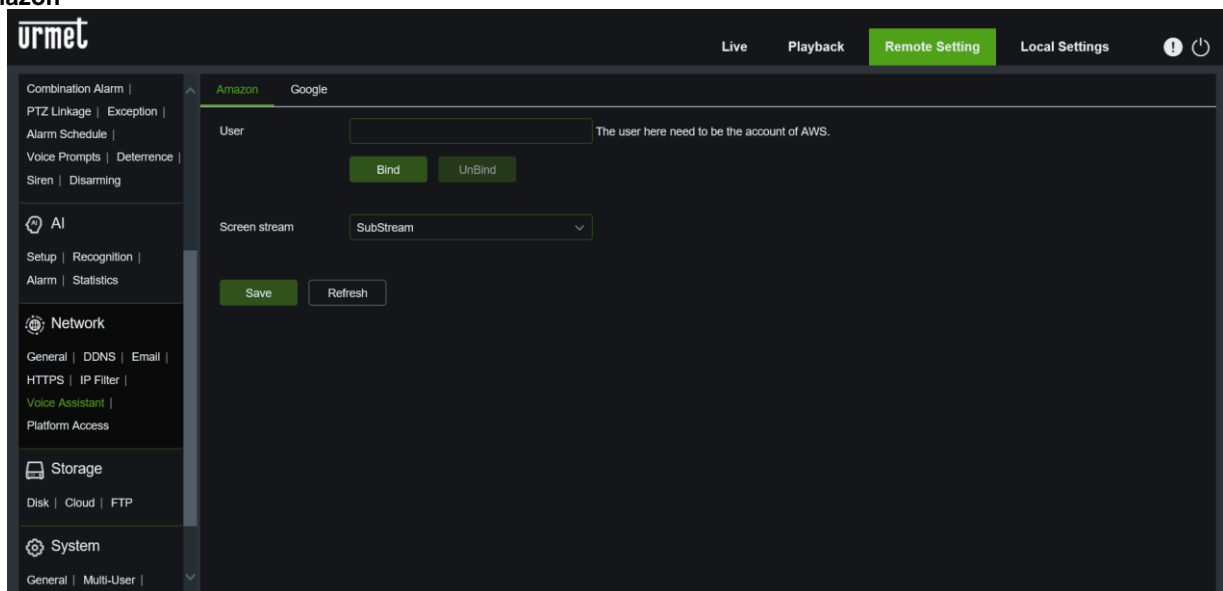 urmet
Live Playback Remote Setting Local Settings
Combination Alarm |
PTZ Linkage | Exception |
Alarm Schedule |
Voice Prompts | Deterrence |
Siren | Disarming
AI
Setup | Recognition |
Alarm | Statistics
Network
General | DDNS | Email |
HTTPS | IP Filter |
Voice Assistant |
Platform Access
Storage
Disk | Cloud | FTP
System
General | Multi-User |
Amazon Google
User The user here need to be the account of AWS.
Bind UnBind
Screen stream SubStream
Save Refresh